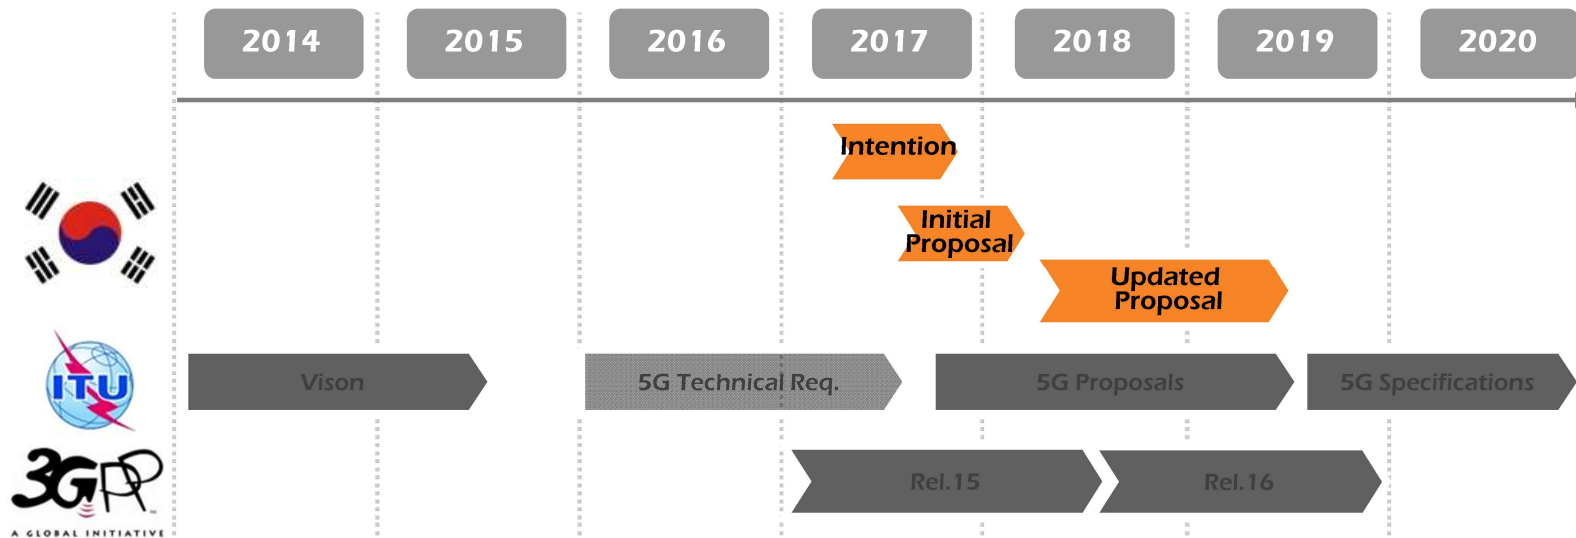 2014 2015 2016 2017 2018 2019 2020
Intention
Initial
Proposal
Updated
Proposal
ITU
Vison
5G Technical Req.
5G Proposals
5G Specifications
3GPP
A GLOBAL INITIATIVE
Rel.15
Rel.16